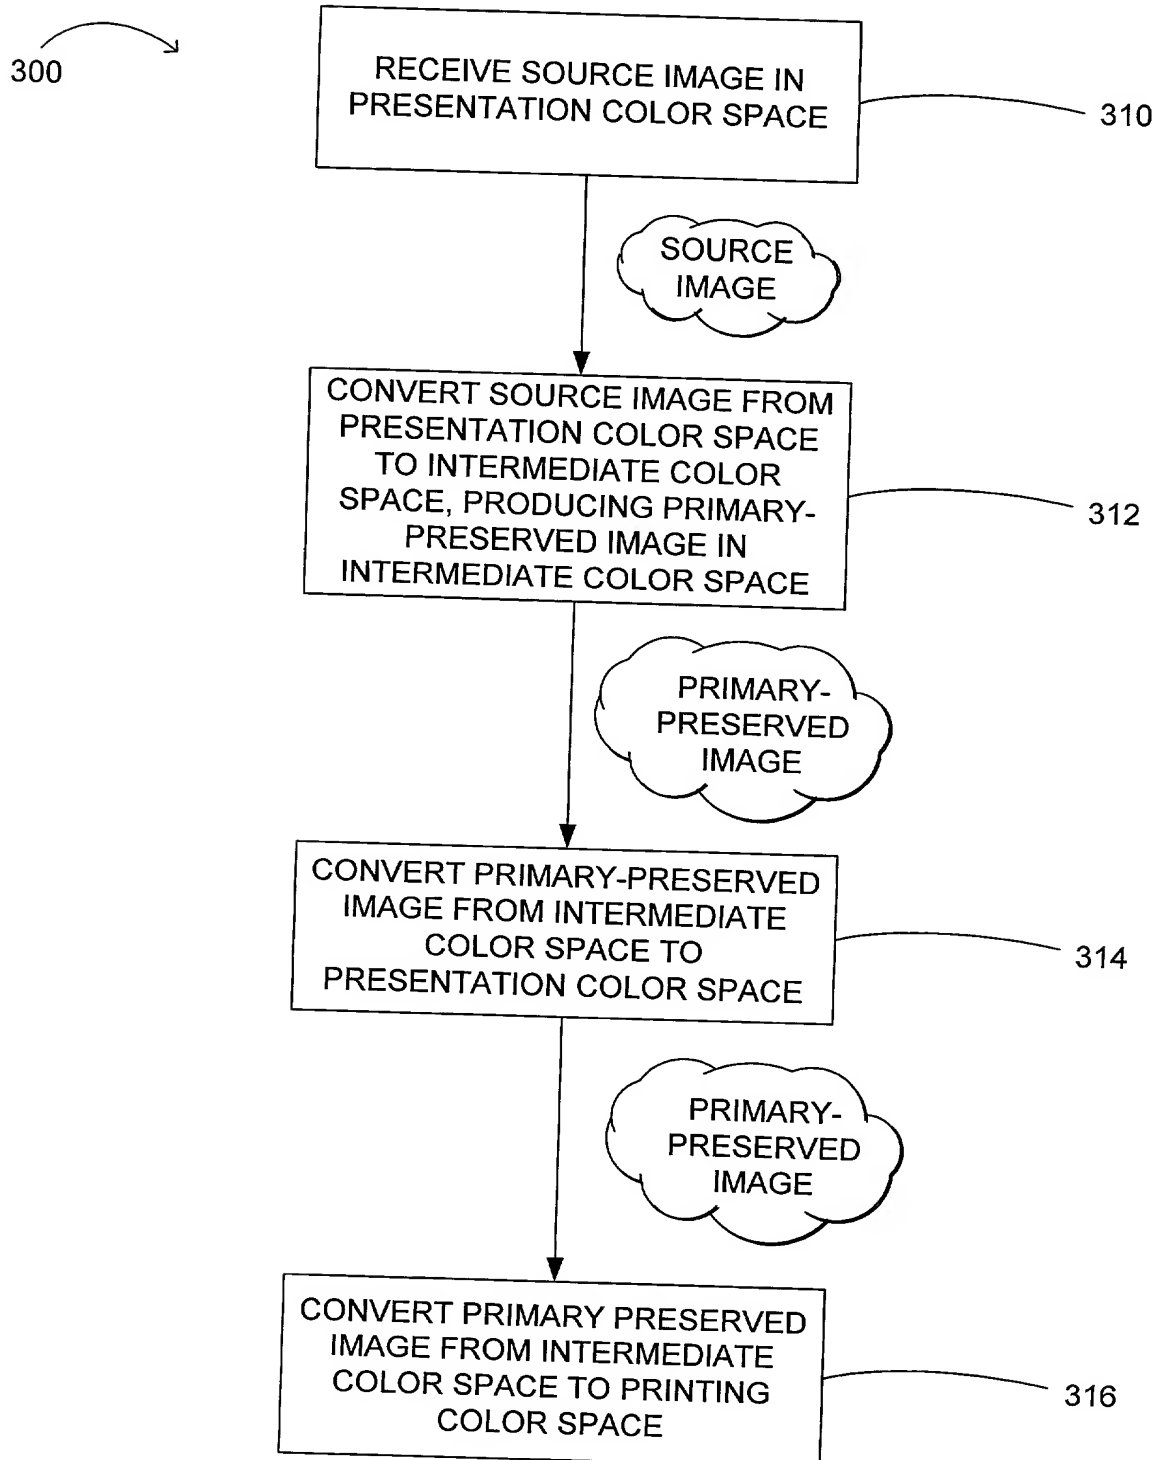 300
RECEIVE SOURCE IMAGE IN
PRESENTATION COLOR SPACE
310
SOURCE
IMAGE
CONVERT SOURCE IMAGE FROM
PRESENTATION COLOR SPACE
TO INTERMEDIATE COLOR
SPACE, PRODUCING PRIMARY-
PRESERVED IMAGE IN
INTERMEDIATE COLOR SPACE
312
PRIMARY-
PRESERVED
IMAGE
CONVERT PRIMARY-PRESERVED
IMAGE FROM INTERMEDIATE
COLOR SPACE TO
PRESENTATION COLOR SPACE
314
PRIMARY-
PRESERVED
IMAGE
CONVERT PRIMARY PRESERVED
IMAGE FROM INTERMEDIATE
COLOR SPACE TO PRINTING
COLOR SPACE
316